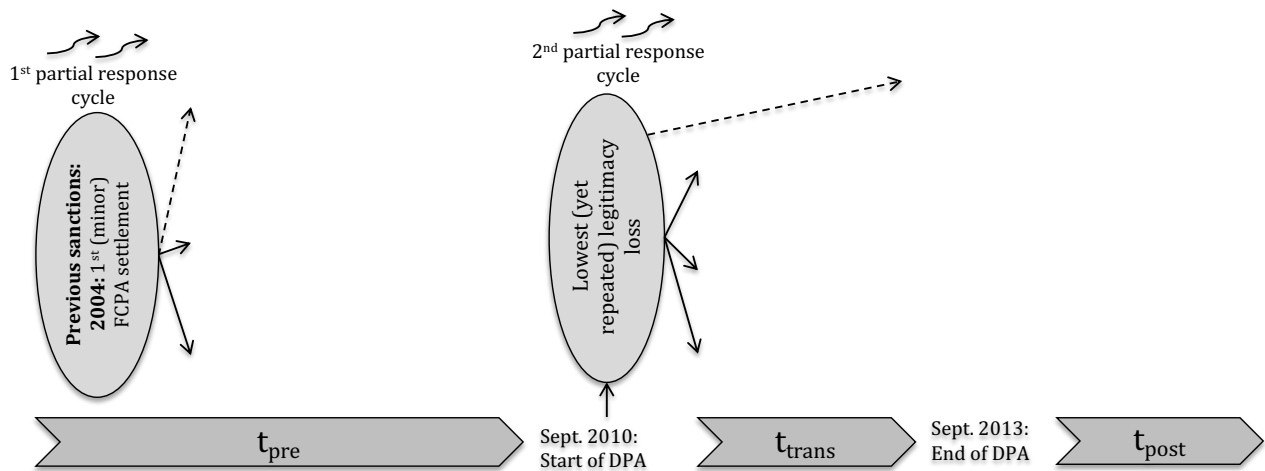 1st partial response
cycle
Previous sanctions:
2004: 1st (minor)
FCPA settlement
2nd partial response
cycle
Lowest (yet
repeated) legitimacy
loss
tpre
Sept. 2010:
Start of DPA
ttrans
Sept. 2013:
End of DPA
tpost